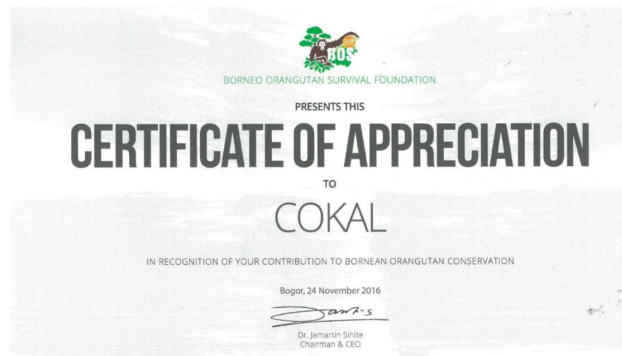 BOS
BORNEO ORANGUTAN SURVIVAL FOUNDATION
PRESENTS THIS
CERTIFICATE OF APPRECIATION
TO
COKAL
IN RECOGNITION OF YOUR CONTRIBUTION TO BORNEAN ORANGUTAN CONSERVATION
Bogor, 24 November 2016
Dr. Jamartin Sihite
Chairman & CEO